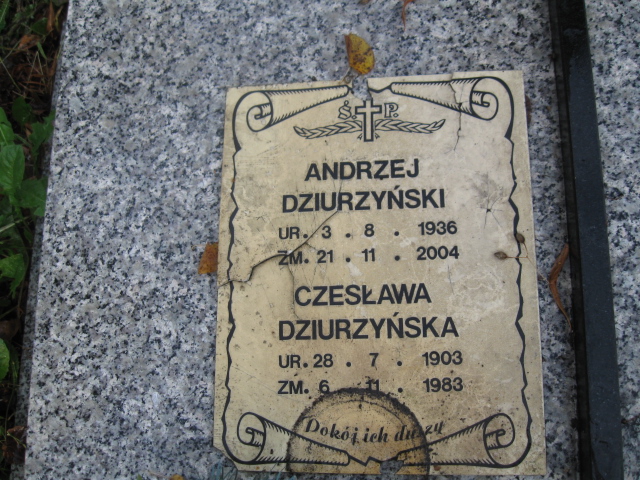 Ś. P.
ANDRZEJ
DZIURZYŃSKI
UR. 3 . 8 . 1936
ZM. 21 . 11 . 2004
CZESŁAWA
DZIURZYŃSKA
UR. 28 . 7 . 1903
ZM. 6 . 11 . 1983
Pokój ich duszy